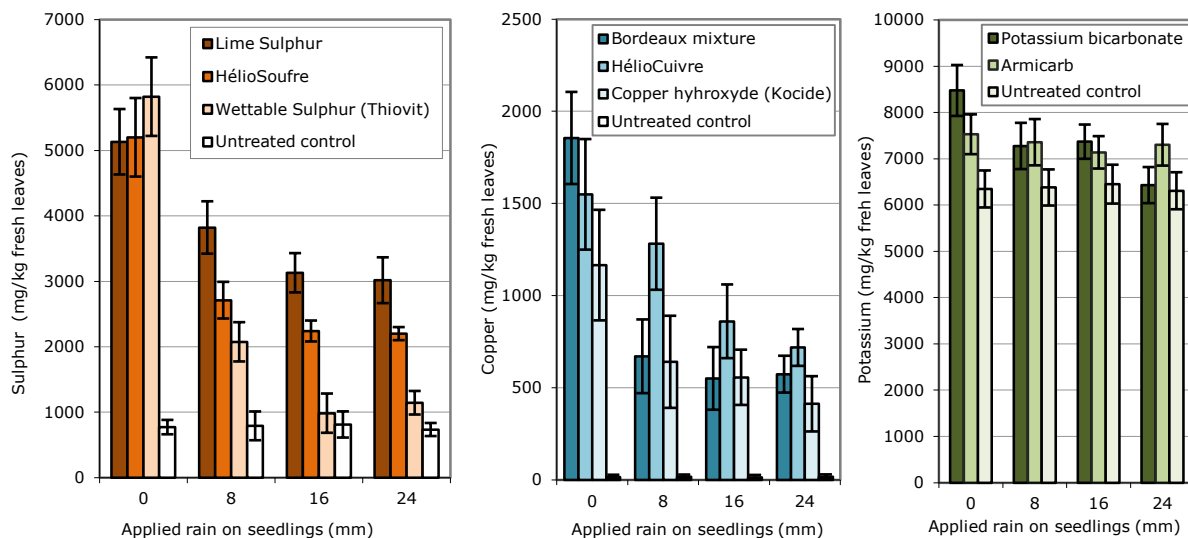 7000
6000
5000
4000
3000
2000
1000
0
Sulphur (mg/kg fresh leaves)
Lime Sulphur
HélioSoufre
Wettable Sulphur (Thiovit)
Untreated control
0 8 16 24
Applied rain on seedlings (mm)
2500
2000
1500
1000
500
0
Copper (mg/kg fresh leaves)
Bordeaux mixture
HélioCuivre
Copper hyhroxyde (Kocide)
Untreated control
0 8 16 24
Applied rain on seedlings (mm)
10000
9000
8000
7000
6000
5000
4000
3000
2000
1000
0
Potassium (mg/kg freh leaves)
Potassium bicarbonate
Armicarb
Untreated control
0 8 16 24
Applied rain on seedlings (mm)